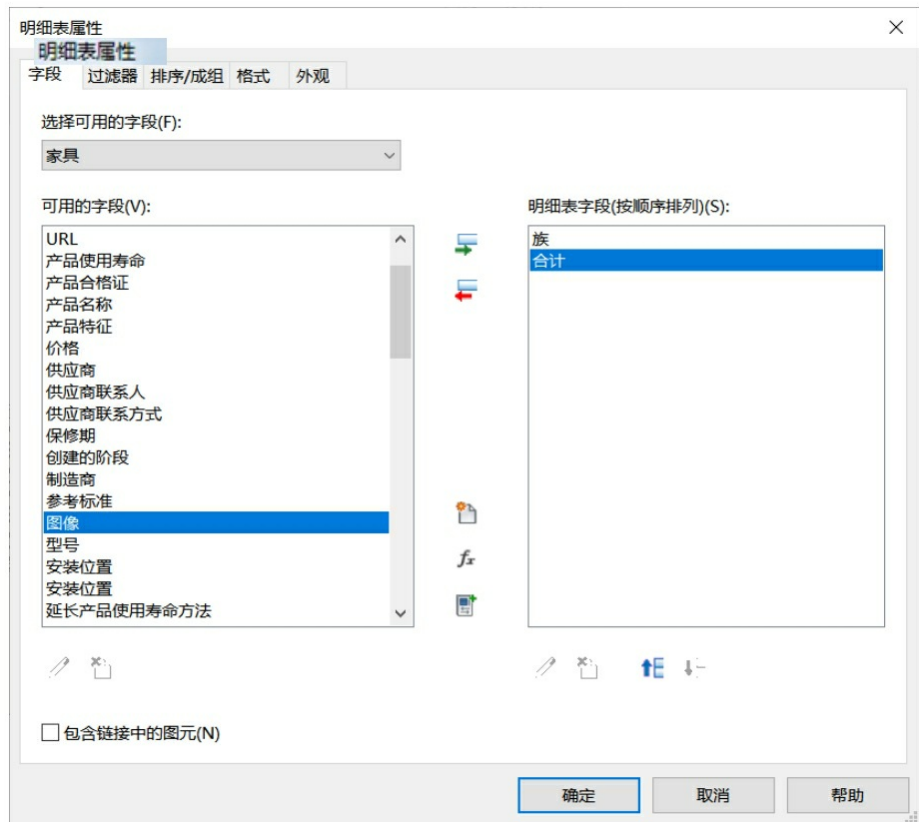 明细表属性
明细表属性
字段 过滤器 排序/成组 格式 外观
选择可用的字段(F):
家具
可用的字段(V):
URL
产品使用寿命
产品合格证
产品名称
产品特征
价格
供应商
供应商联系人
供应商联系方式
保修期
创建的阶段
制造商
参考标准
图像
型号
安装位置
安装位置
延长产品使用寿命方法
fx
明细表字段(按顺序排列)(S):
族
合计
包含链接中的图元(N)
确定 取消 帮助